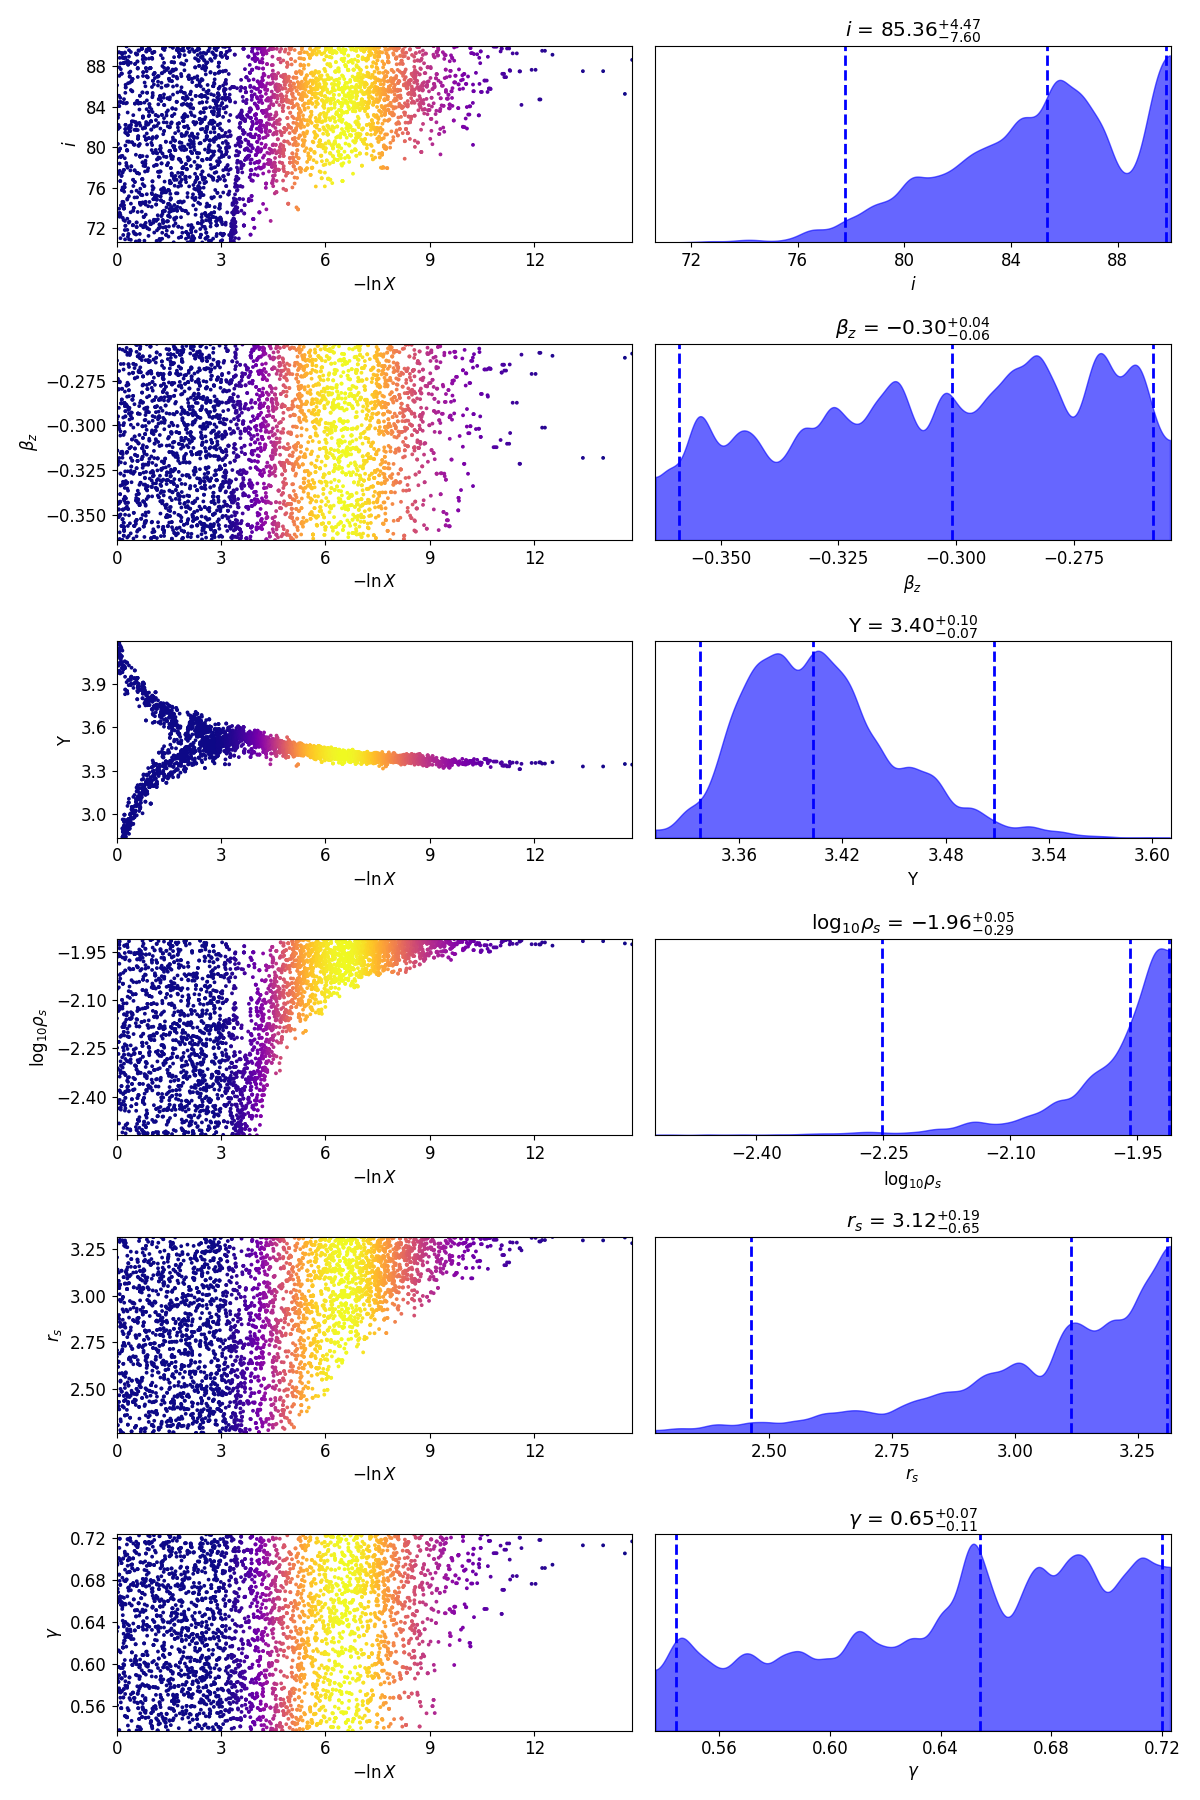 i = 85.36^{+4.47}_{-7.60}
88
84
80
76
72
i
0 3 6 9 12
−ln X
72 76 80 84 88
i
β_z = −0.30^{+0.04}_{-0.06}
−0.275
−0.300
−0.325
−0.350
β_z
0 3 6 9 12
−ln X
−0.350 −0.325 −0.300 −0.275
β_z
Y = 3.40^{+0.10}_{-0.07}
3.9
3.6
3.3
3.0
Y
0 3 6 9 12
−ln X
3.36 3.42 3.48 3.54 3.60
Y
log₁₀ρ_s = −1.96^{+0.05}_{-0.29}
−1.95
−2.10
−2.25
−2.40
log₁₀ρ_s
0 3 6 9 12
−ln X
−2.40 −2.25 −2.10 −1.95
log₁₀ρ_s
r_s = 3.12^{+0.19}_{-0.65}
3.25
3.00
2.75
2.50
r_s
0 3 6 9 12
−ln X
2.50 2.75 3.00 3.25
r_s
γ = 0.65^{+0.07}_{-0.11}
0.72
0.68
0.64
0.60
0.56
γ
0 3 6 9 12
−ln X
0.56 0.60 0.64 0.68 0.72
γ